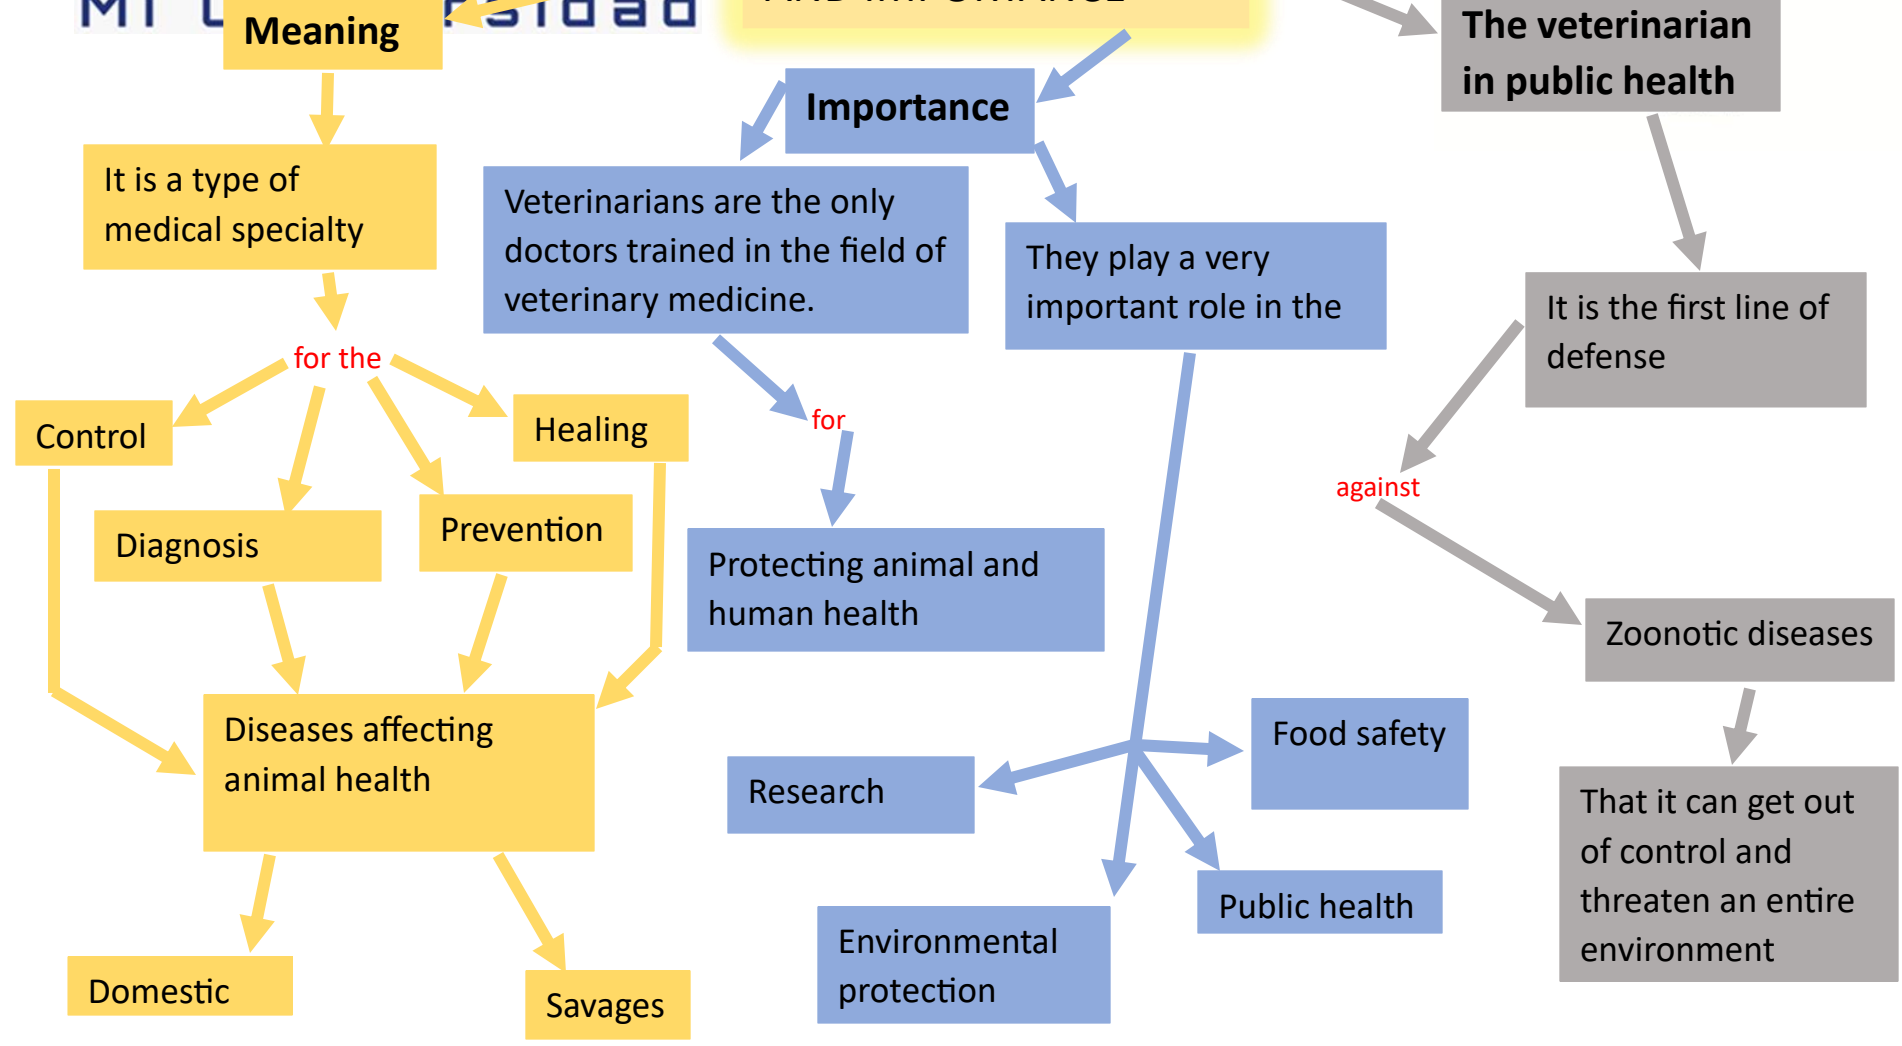 Mi
AND IMPORTANCE
Meaning
It is a type of
medical specialty
for the
Control
Healing
Diagnosis
Prevention
Diseases affecting
animal health
Domestic
Savages
Importance
Veterinarians are the only
doctors trained in the field of
veterinary medicine.
for
Protecting animal and
human health
They play a very
important role in the
Research
Food safety
Environmental
protection
Public health
The veterinarian
in public health
It is the first line of
defense
against
Zoonotic diseases
That it can get out
of control and
threaten an entire
environment